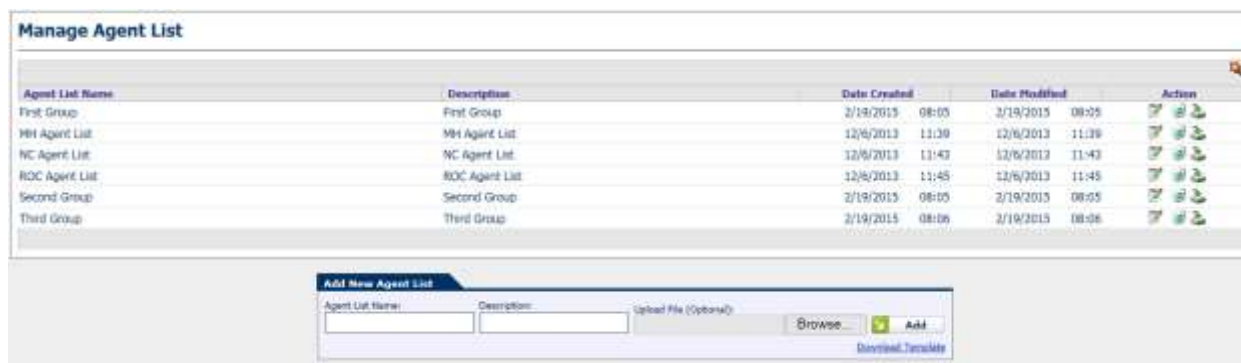 Manage Agent List
Agent List Name Description Date Created Date Modified Action
First Group First Group 2/19/2015 08:05 2/19/2015 08:05
MH Agent List MH Agent List 12/6/2013 11:39 12/6/2013 11:39
NC Agent List NC Agent List 12/6/2013 11:43 12/6/2013 11:43
ROC Agent List ROC Agent List 12/6/2013 11:45 12/6/2013 11:45
Second Group Second Group 2/19/2015 08:05 2/19/2015 08:05
Third Group Third Group 2/19/2015 08:06 2/19/2015 08:06
Add New Agent List
Agent List Name: Description: Upload File (Optional):
Browse... Add
Download Template